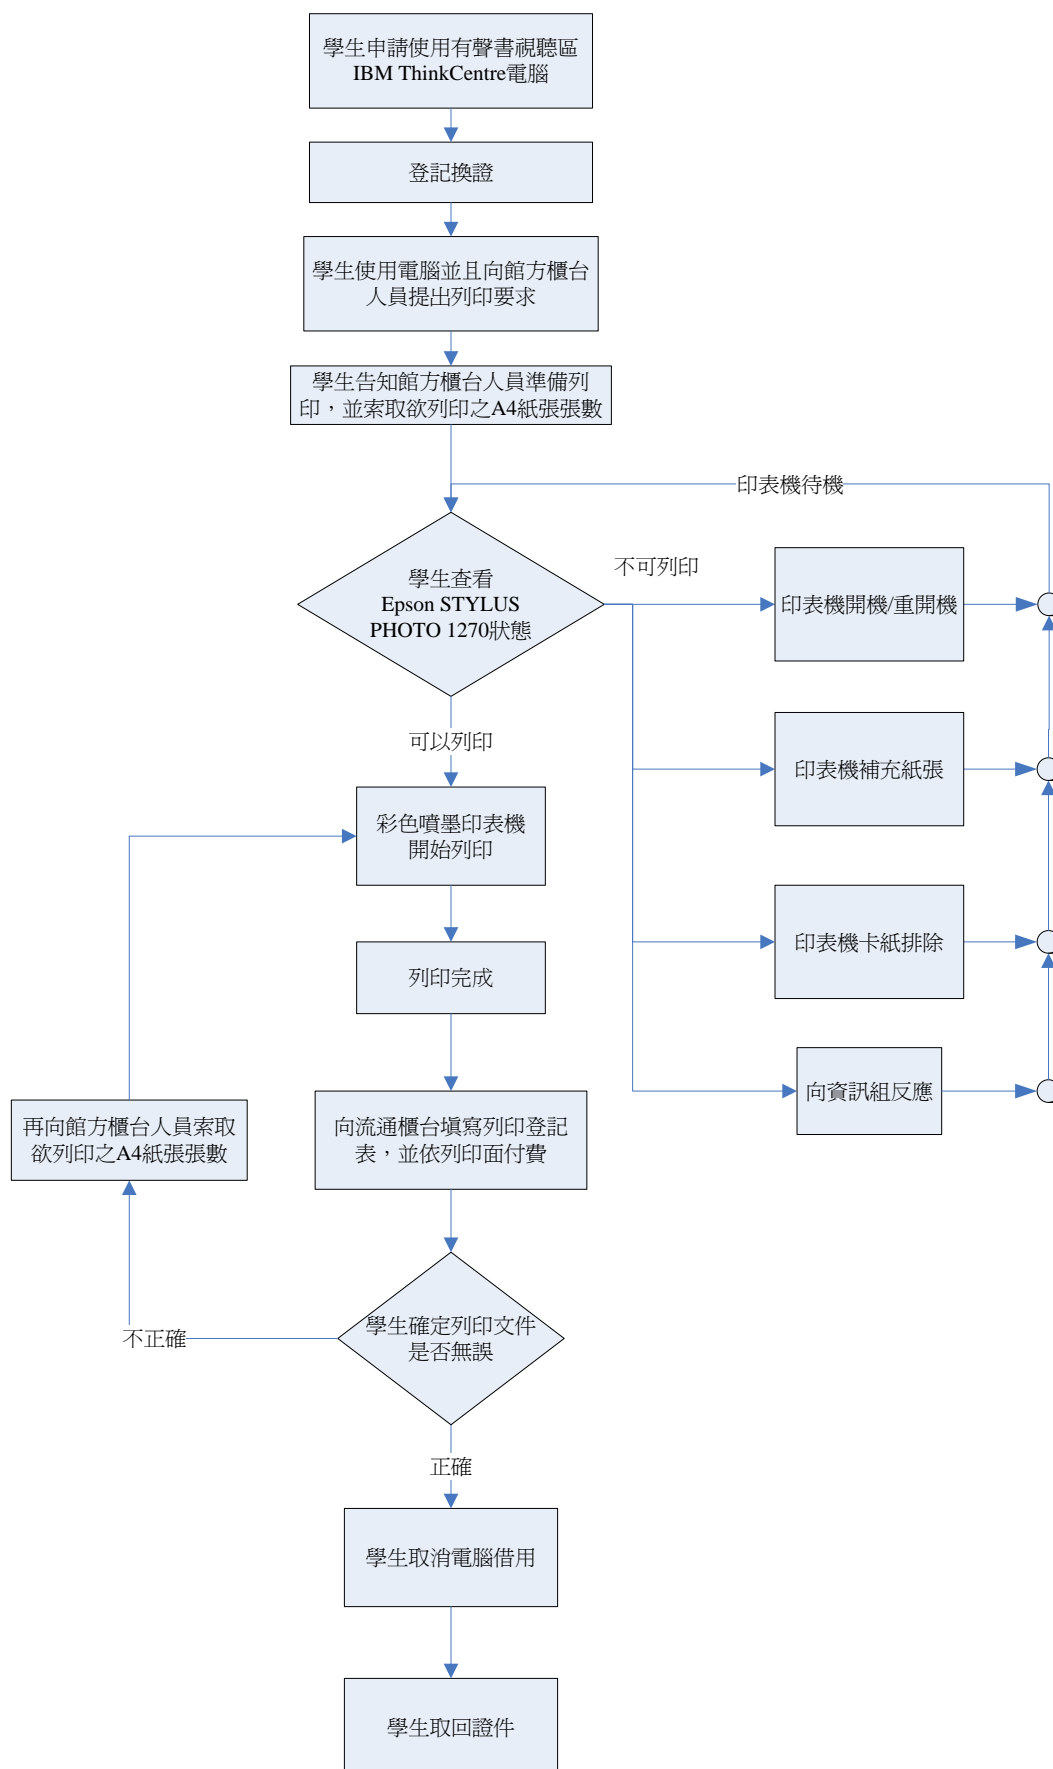 學生申請使用有聲書視聽區
IBM ThinkCentre電腦
登記換證
學生使用電腦並且向館方櫃台
人員提出列印要求
學生告知館方櫃台人員準備列
印，並索取欲列印之A4紙張張數
印表機待機
學生查看
Epson STYLUS
PHOTO 1270狀態
不可列印
印表機開機/重開機
可以列印
印表機補充紙張
彩色噴墨印表機
開始列印
印表機卡紙排除
列印完成
向資訊組反應
再向館方櫃台人員索取
欲列印之A4紙張張數
向流通櫃台填寫列印登記
表，並依列印面付費
不正確
學生確定列印文件
是否無誤
正確
學生取消電腦借用
學生取回證件